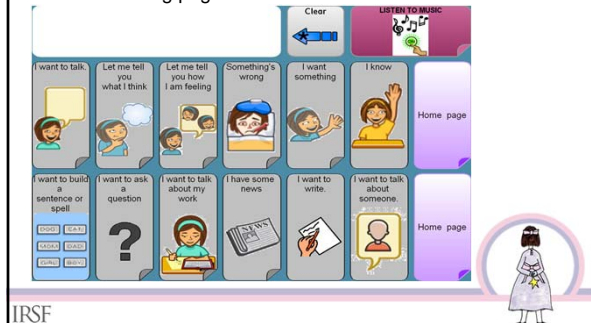 Clear
LISTEN TO MUSIC
I want to talk.
Let me tell
you
what I think
Let me tell
you how
I am feeling
Something's
wrong
I want
something
I know
Home page
I want to build
a
sentence or
spell
I want to ask
a
question
I want to talk
about my
work
I have some
news
I want to
write.
I want to talk
about
someone.
Home page
NEWS
IRSF